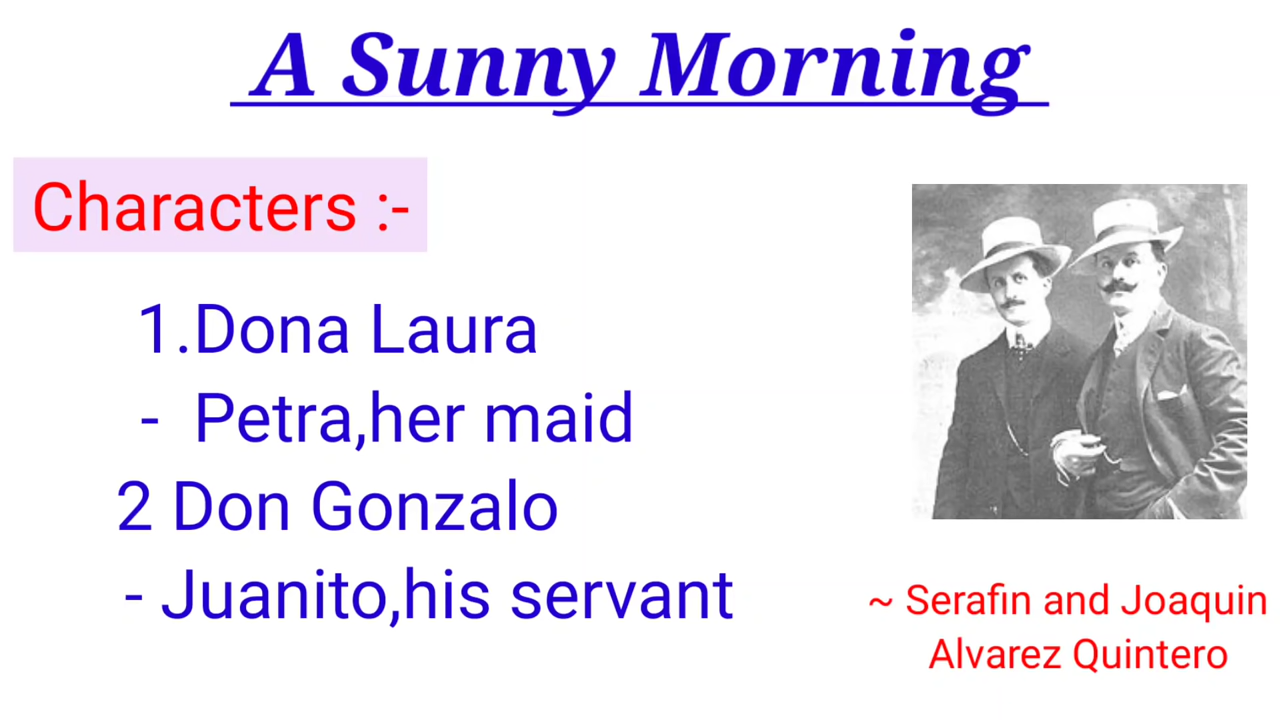 A Sunny Morning
Characters :-
1.Dona Laura
- Petra,her maid
2 Don Gonzalo
- Juanito,his servant
~ Serafin and Joaquin
Alvarez Quintero